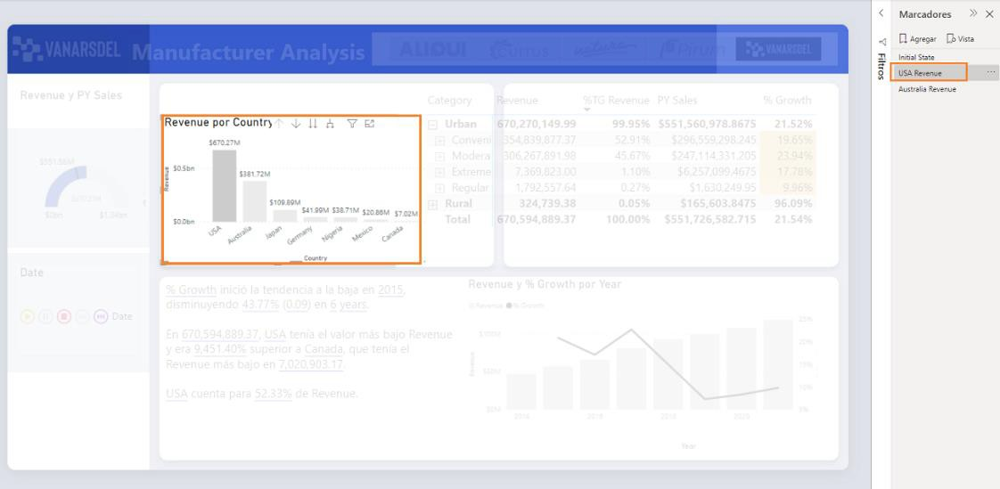 VANARSDEL
Manufacturer Analysis
ALIQUI
Currus
natura
Pirum
VANARSDEL
Marcadores
Agregar
Vista
Initial State
USA Revenue
Australia Revenue
Filtros
Revenue y PY Sales
$551.56M
$0bn
$1.34bn
Revenue por Country
$670.27M
$381.72M
$109.89M
$41.99M
$38.71M
$20.86M
$7.02M
$0.5bn
$0.0bn
Revenue
USA
Australia
Japan
Germany
Nigeria
Mexico
Canada
Country
Category Revenue %TG Revenue PY Sales % Growth
Urban 670,270,149.99 99.95% $551,560,978.8675 21.52%
Conveni 354,839,877.37 52.91% $296,559,298.245 19.65%
Modera 306,267,891.98 45.67% $247,114,331.205 23.94%
Extreme 7,369,823.00 1.10% $6,257,099.4675 17.78%
Regular 1,792,557.64 0.27% $1,630,249.95 9.96%
Rural 324,739.38 0.05% $165,603.8475 96.09%
Total 670,594,889.37 100.00% $551,726,582.715 21.54%
Date
Date
% Growth inició la tendencia a la baja en 2015,
disminuyendo 43.77% (0.09) en 6 years.
En 670,594,889.37, USA tenía el valor más bajo Revenue
y era 9,451.40% superior a Canada, que tenía el
Revenue más bajo en 7,020,903.17.
USA cuenta para 52.33% de Revenue.
Revenue y % Growth por Year
Revenue % Growth
$100M
$50M
$0M
Revenue
25%
20%
15%
10%
5%
2014
2016
2018
2020
Year